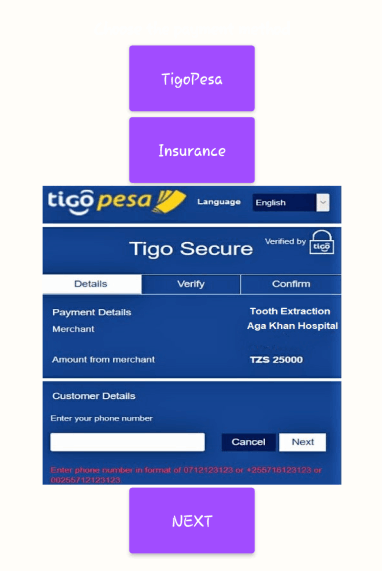 TigoPesa
Insurance
tigo pesa Language English
Tigo Secure Verified by tigo
Details Verify Confirm
Payment Details Tooth Extraction
Merchant Aga Khan Hospital
Amount from merchant TZS 25000
Customer Details
Enter your phone number
Cancel Next
Enter phone number in format of 0712123123 or +255716123123 or
00255712123123
NEXT